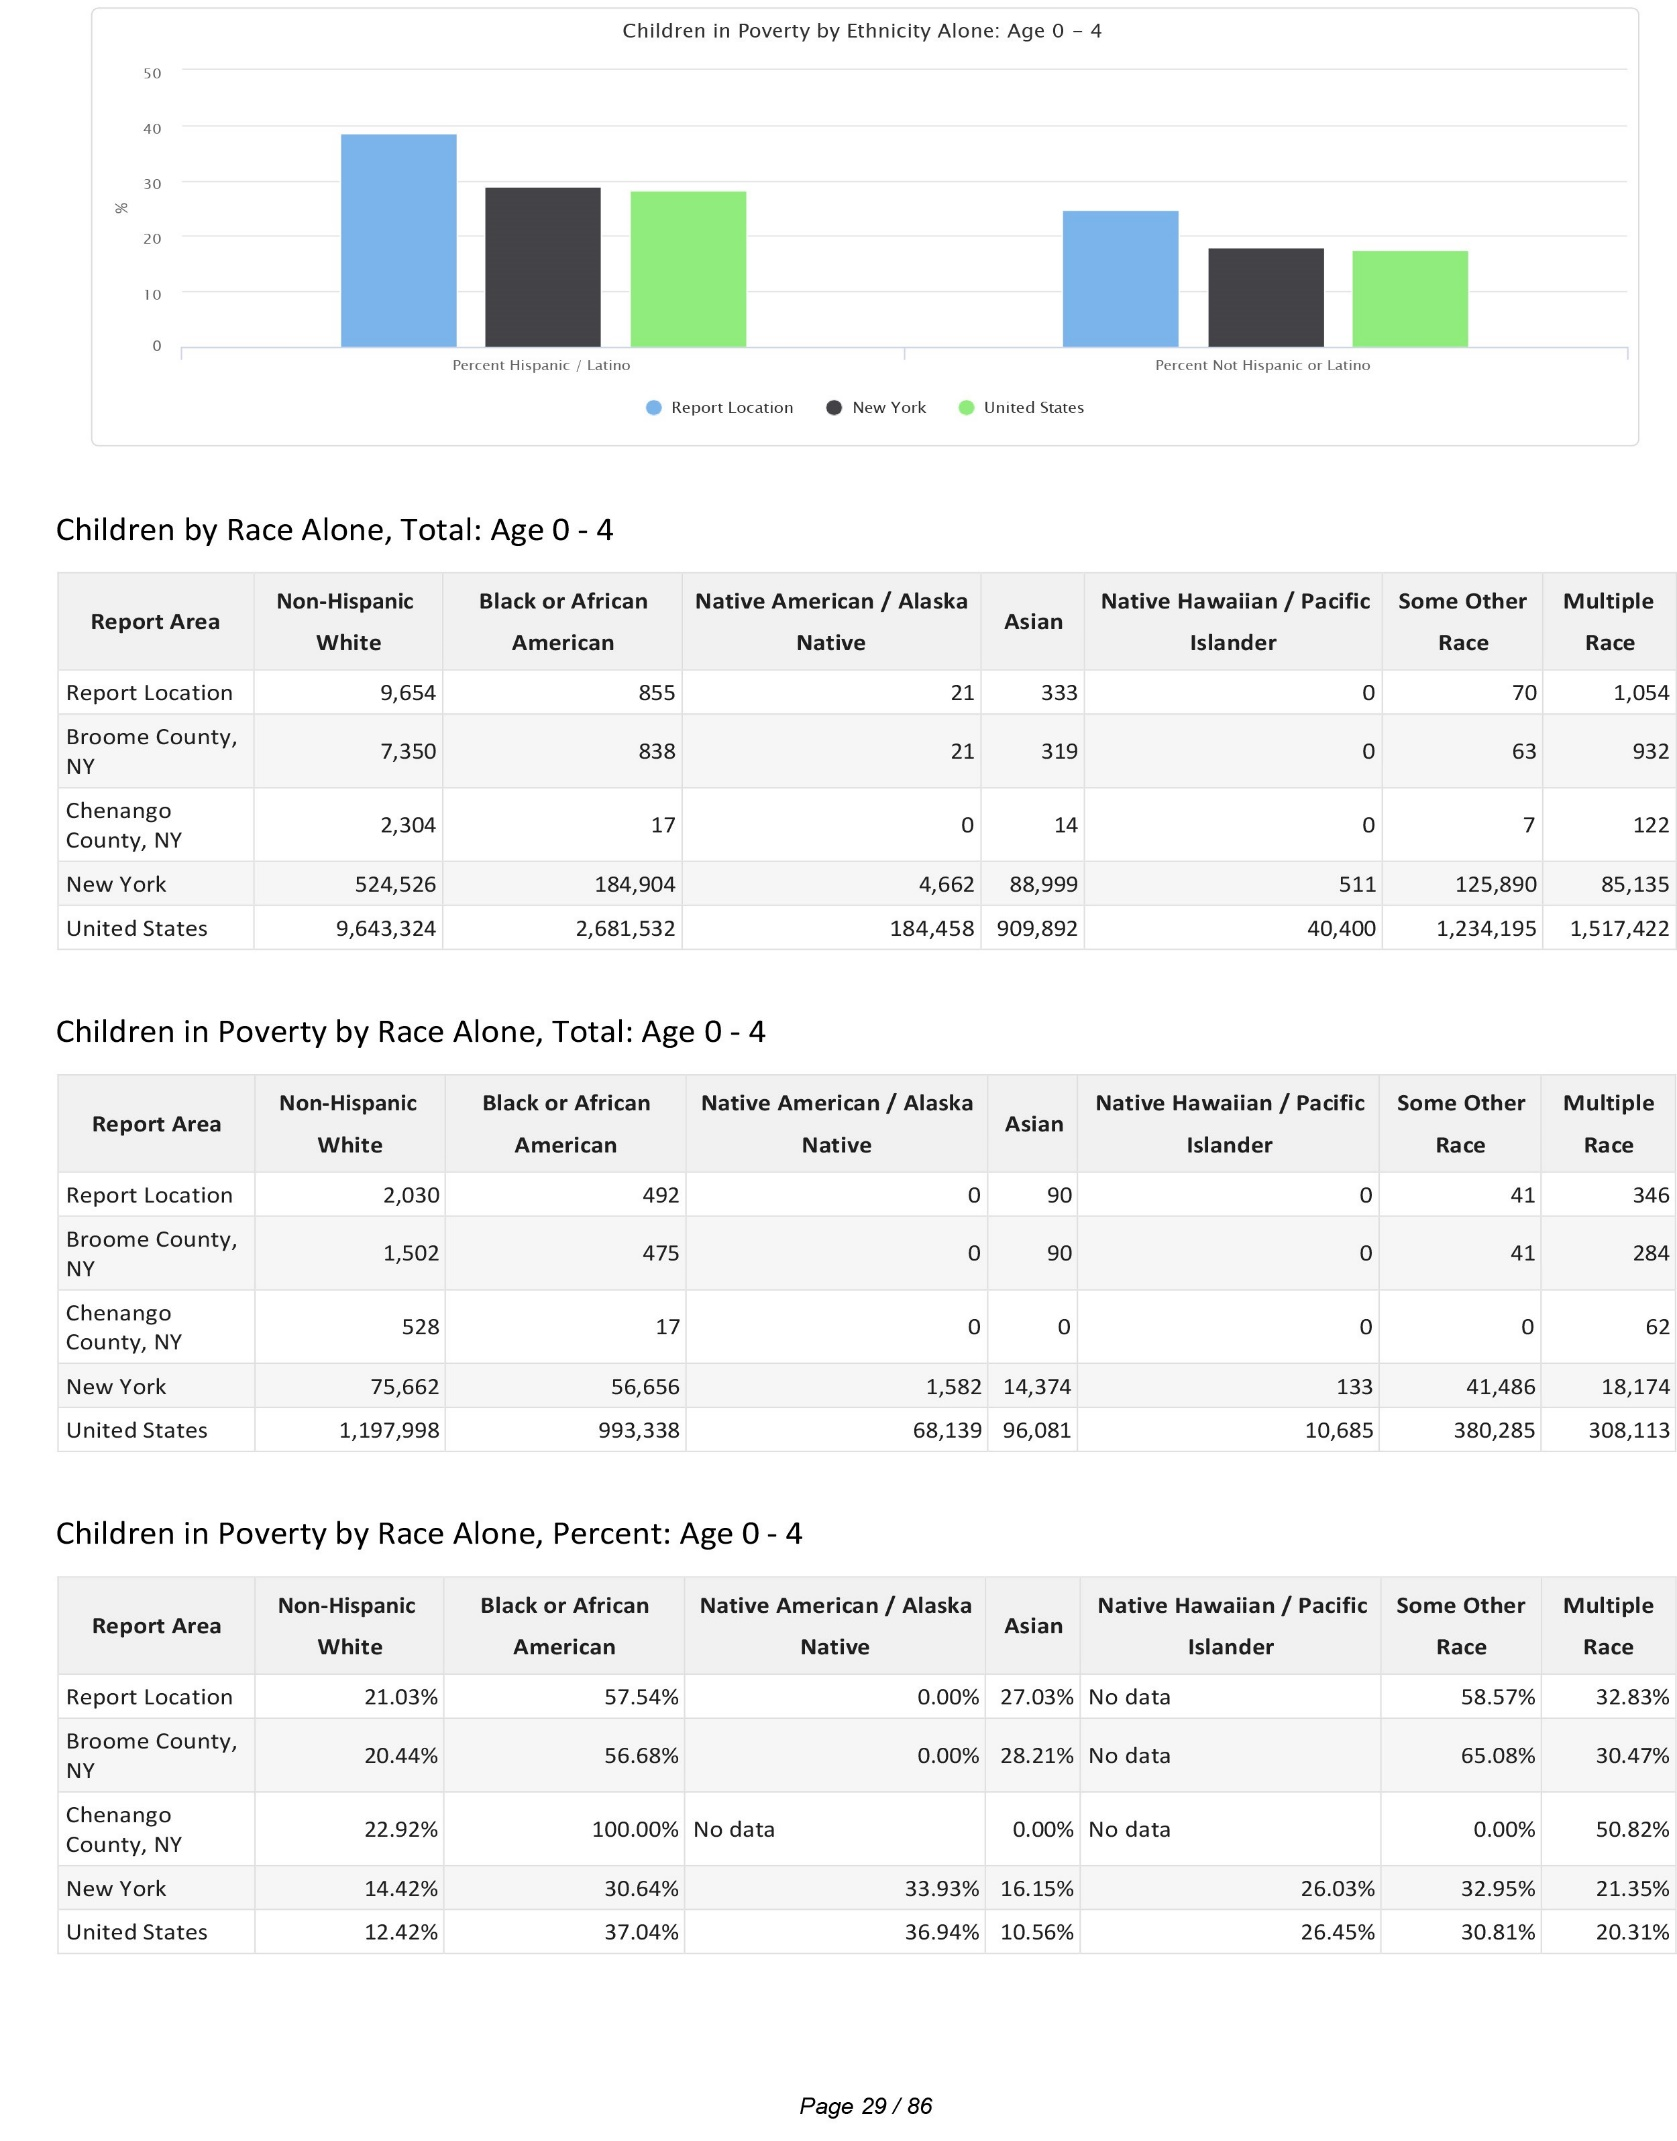 Children in Poverty by Ethnicity Alone: Age 0 – 4
50
40
30
20
10
0
%
Percent Hispanic / Latino Percent Not Hispanic or Latino
Report Location New York United States
Children by Race Alone, Total: Age 0 - 4
Report Area Non-Hispanic White Black or African American Native American / Alaska Native Asian Native Hawaiian / Pacific Islander Some Other Race Multiple Race
Report Location 9,654 855 21 333 0 70 1,054
Broome County, NY 7,350 838 21 319 0 63 932
Chenango County, NY 2,304 17 0 14 0 7 122
New York 524,526 184,904 4,662 88,999 511 125,890 85,135
United States 9,643,324 2,681,532 184,458 909,892 40,400 1,234,195 1,517,422
Children in Poverty by Race Alone, Total: Age 0 - 4
Report Area Non-Hispanic White Black or African American Native American / Alaska Native Asian Native Hawaiian / Pacific Islander Some Other Race Multiple Race
Report Location 2,030 492 0 90 0 41 346
Broome County, NY 1,502 475 0 90 0 41 284
Chenango County, NY 528 17 0 0 0 0 62
New York 75,662 56,656 1,582 14,374 133 41,486 18,174
United States 1,197,998 993,338 68,139 96,081 10,685 380,285 308,113
Children in Poverty by Race Alone, Percent: Age 0 - 4
Report Area Non-Hispanic White Black or African American Native American / Alaska Native Asian Native Hawaiian / Pacific Islander Some Other Race Multiple Race
Report Location 21.03% 57.54% 0.00% 27.03% No data 58.57% 32.83%
Broome County, NY 20.44% 56.68% 0.00% 28.21% No data 65.08% 30.47%
Chenango County, NY 22.92% 100.00% No data 0.00% No data 0.00% 50.82%
New York 14.42% 30.64% 33.93% 16.15% 26.03% 32.95% 21.35%
United States 12.42% 37.04% 36.94% 10.56% 26.45% 30.81% 20.31%
Page 29 / 86